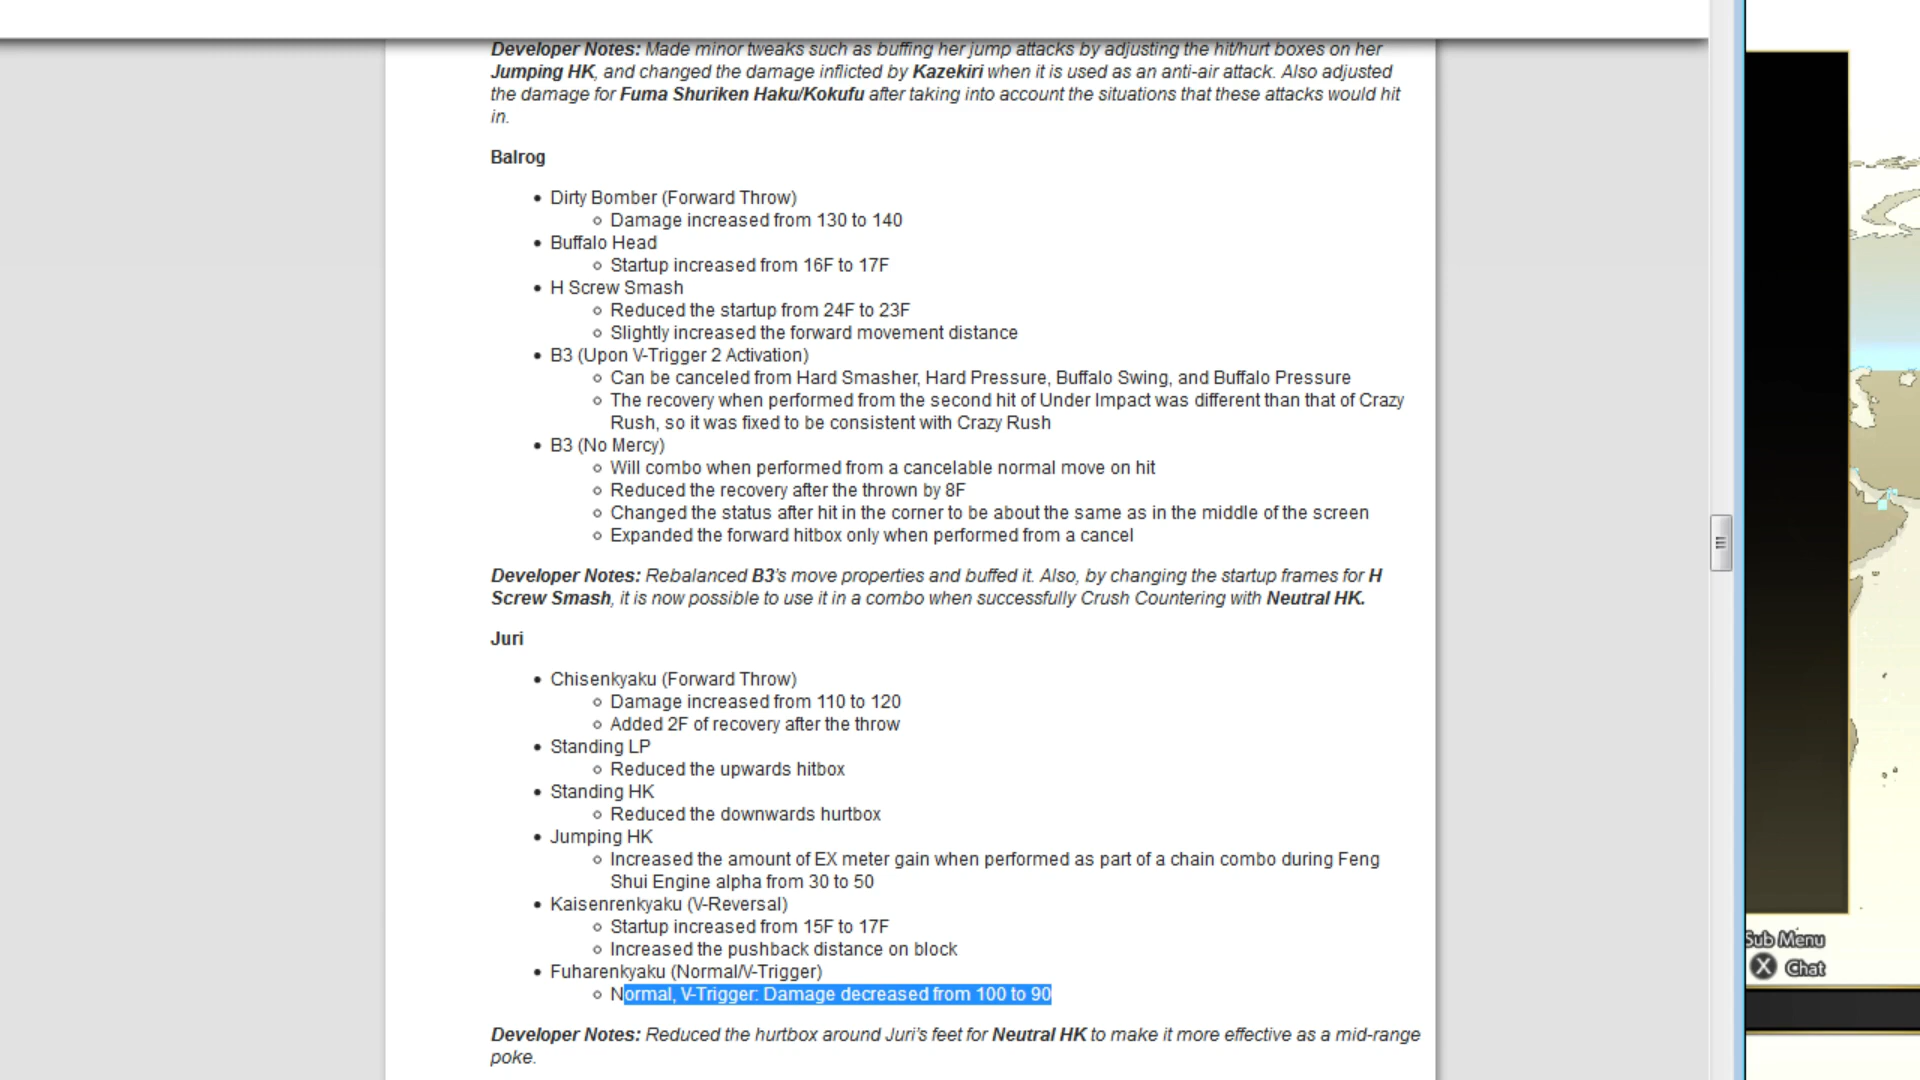 Developer Notes: Made minor tweaks such as buffing her jump attacks by adjusting the hit/hurt boxes on her
Jumping HK, and changed the damage inflicted by Kazekiri when it is used as an anti-air attack. Also adjusted
the damage for Fuma Shuriken Haku/Kokufu after taking into account the situations that these attacks would hit
in.
Balrog
• Dirty Bomber (Forward Throw)
○ Damage increased from 130 to 140
• Buffalo Head
○ Startup increased from 16F to 17F
• H Screw Smash
○ Reduced the startup from 24F to 23F
○ Slightly increased the forward movement distance
• B3 (Upon V-Trigger 2 Activation)
○ Can be canceled from Hard Smasher, Hard Pressure, Buffalo Swing, and Buffalo Pressure
○ The recovery when performed from the second hit of Under Impact was different than that of Crazy
Rush, so it was fixed to be consistent with Crazy Rush
• B3 (No Mercy)
○ Will combo when performed from a cancelable normal move on hit
○ Reduced the recovery after the thrown by 8F
○ Changed the status after hit in the corner to be about the same as in the middle of the screen
○ Expanded the forward hitbox only when performed from a cancel
Developer Notes: Rebalanced B3's move properties and buffed it. Also, by changing the startup frames for H
Screw Smash, it is now possible to use it in a combo when successfully Crush Countering with Neutral HK.
Juri
• Chisenkyaku (Forward Throw)
○ Damage increased from 110 to 120
○ Added 2F of recovery after the throw
• Standing LP
○ Reduced the upwards hitbox
• Standing HK
○ Reduced the downwards hurtbox
• Jumping HK
○ Increased the amount of EX meter gain when performed as part of a chain combo during Feng
Shui Engine alpha from 30 to 50
• Kaisenrenkyaku (V-Reversal)
○ Startup increased from 15F to 17F
○ Increased the pushback distance on block
• Fuharenkyaku (Normal/V-Trigger)
○ Normal, V-Trigger: Damage decreased from 100 to 90
Developer Notes: Reduced the hurtbox around Juri's feet for Neutral HK to make it more effective as a mid-range
poke.
Sub Menu
X Chat